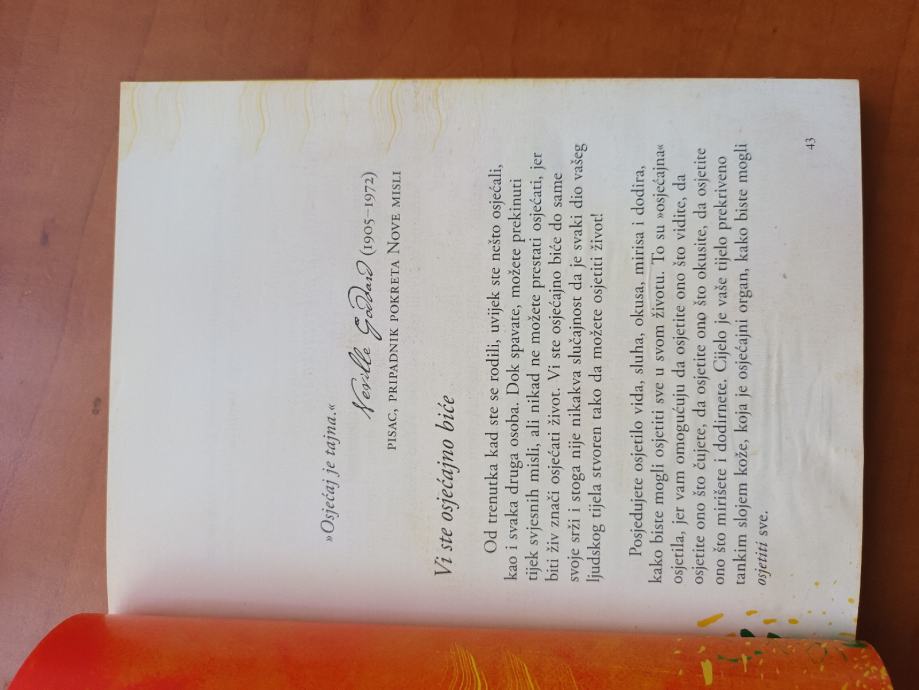 »Osjećaj je tajna.«
Neville Goddard (1905–1972)
PISAC, PRIPADNIK POKRETA NOVE MISLI
Vi ste osjećajno biće
Od trenutka kad ste se rodili, uvijek ste nešto osjećali,
kao i svaka druga osoba. Dok spavate, možete prekinuti
tijek svjesnih misli, ali nikad ne možete prestati osjećati, jer
biti živ znači osjećati život. Vi ste osjećajno biće do same
svoje srži i stoga nije nikakva slučajnost da je svaki dio vašeg
ljudskog tijela stvoren tako da možete osjetiti život!
Posjedujete osjetilo vida, sluha, okusa, mirisa i dodira,
kako biste mogli osjetiti sve u svom životu. To su »osjećajna«
osjetila, jer vam omogućuju da osjetite ono što vidite, da
osjetite ono što čujete, da osjetite ono što okusite, da osjetite
ono što mirišete i dodirnete. Cijelo je vaše tijelo prekriveno
tankim slojem kože, koja je osjećajni organ, kako biste mogli
osjetiti sve.
43